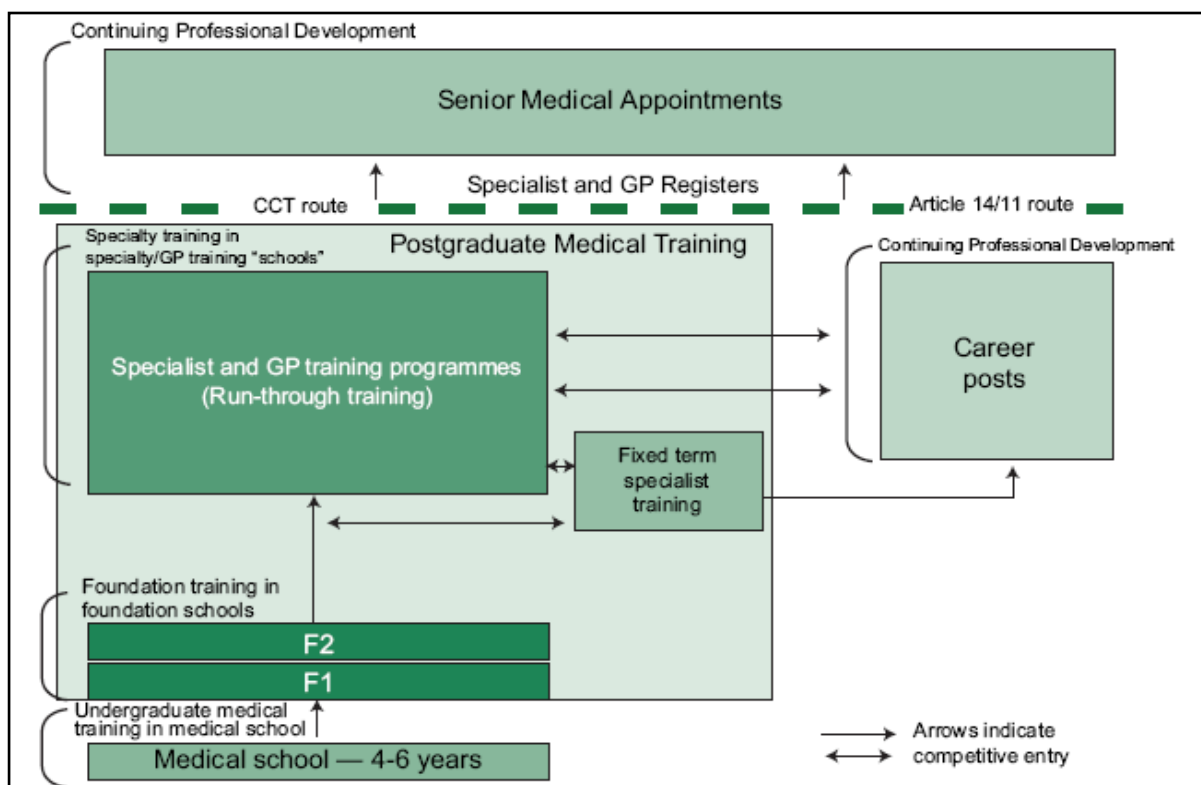 Continuing Professional Development
Senior Medical Appointments
Specialist and GP Registers
CCT route
Article 14/11 route
Specialty training in
specialty/GP training “schools”
Postgraduate Medical Training
Continuing Professional Development
Specialist and GP training programmes
(Run-through training)
Career
posts
Fixed term
specialist
training
Foundation training in
foundation schools
F2
F1
Undergraduate medical
training in medical school
Medical school — 4-6 years
Arrows indicate
competitive entry